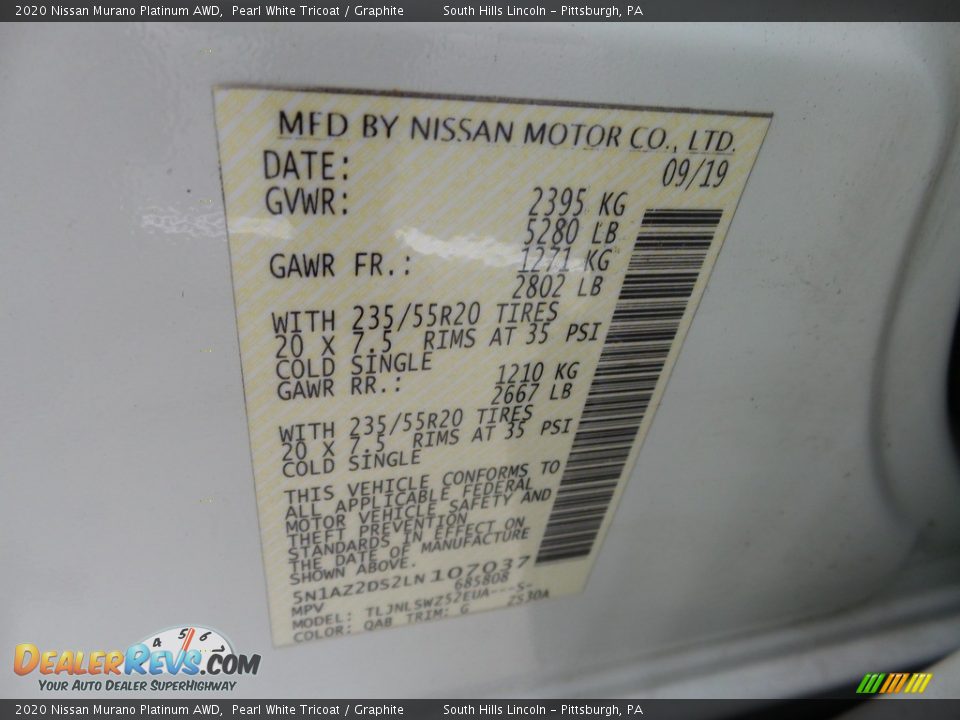 2020 Nissan Murano Platinum AWD, Pearl White Tricoat / Graphite South Hills Lincoln - Pittsburgh, PA
MFD BY NISSAN MOTOR CO., LTD.
DATE: 09/19
GVWR: 2395 KG
5280 LB
GAWR FR.: 1271 KG
2802 LB
WITH 235/55R20 TIRES
20 X 7.5 RIMS AT 35 PSI
COLD SINGLE
GAWR RR.: 1210 KG
2667 LB
WITH 235/55R20 TIRES
20 X 7.5 RIMS AT 35 PSI
COLD SINGLE
THIS VEHICLE CONFORMS TO
ALL APPLICABLE FEDERAL
MOTOR VEHICLE SAFETY AND
THEFT PREVENTION
STANDARDS IN EFFECT ON
THE DATE OF MANUFACTURE
SHOWN ABOVE.
5N1AZ2DS2LN107037
MPV 685808
MODEL: TLJNLSWZ52EUA---S-
COLOR: QAB TRIM: G Z530A
4 5 6
DealerRevs.com
Your Auto Dealer SuperHighway
2020 Nissan Murano Platinum AWD, Pearl White Tricoat / Graphite South Hills Lincoln - Pittsburgh, PA